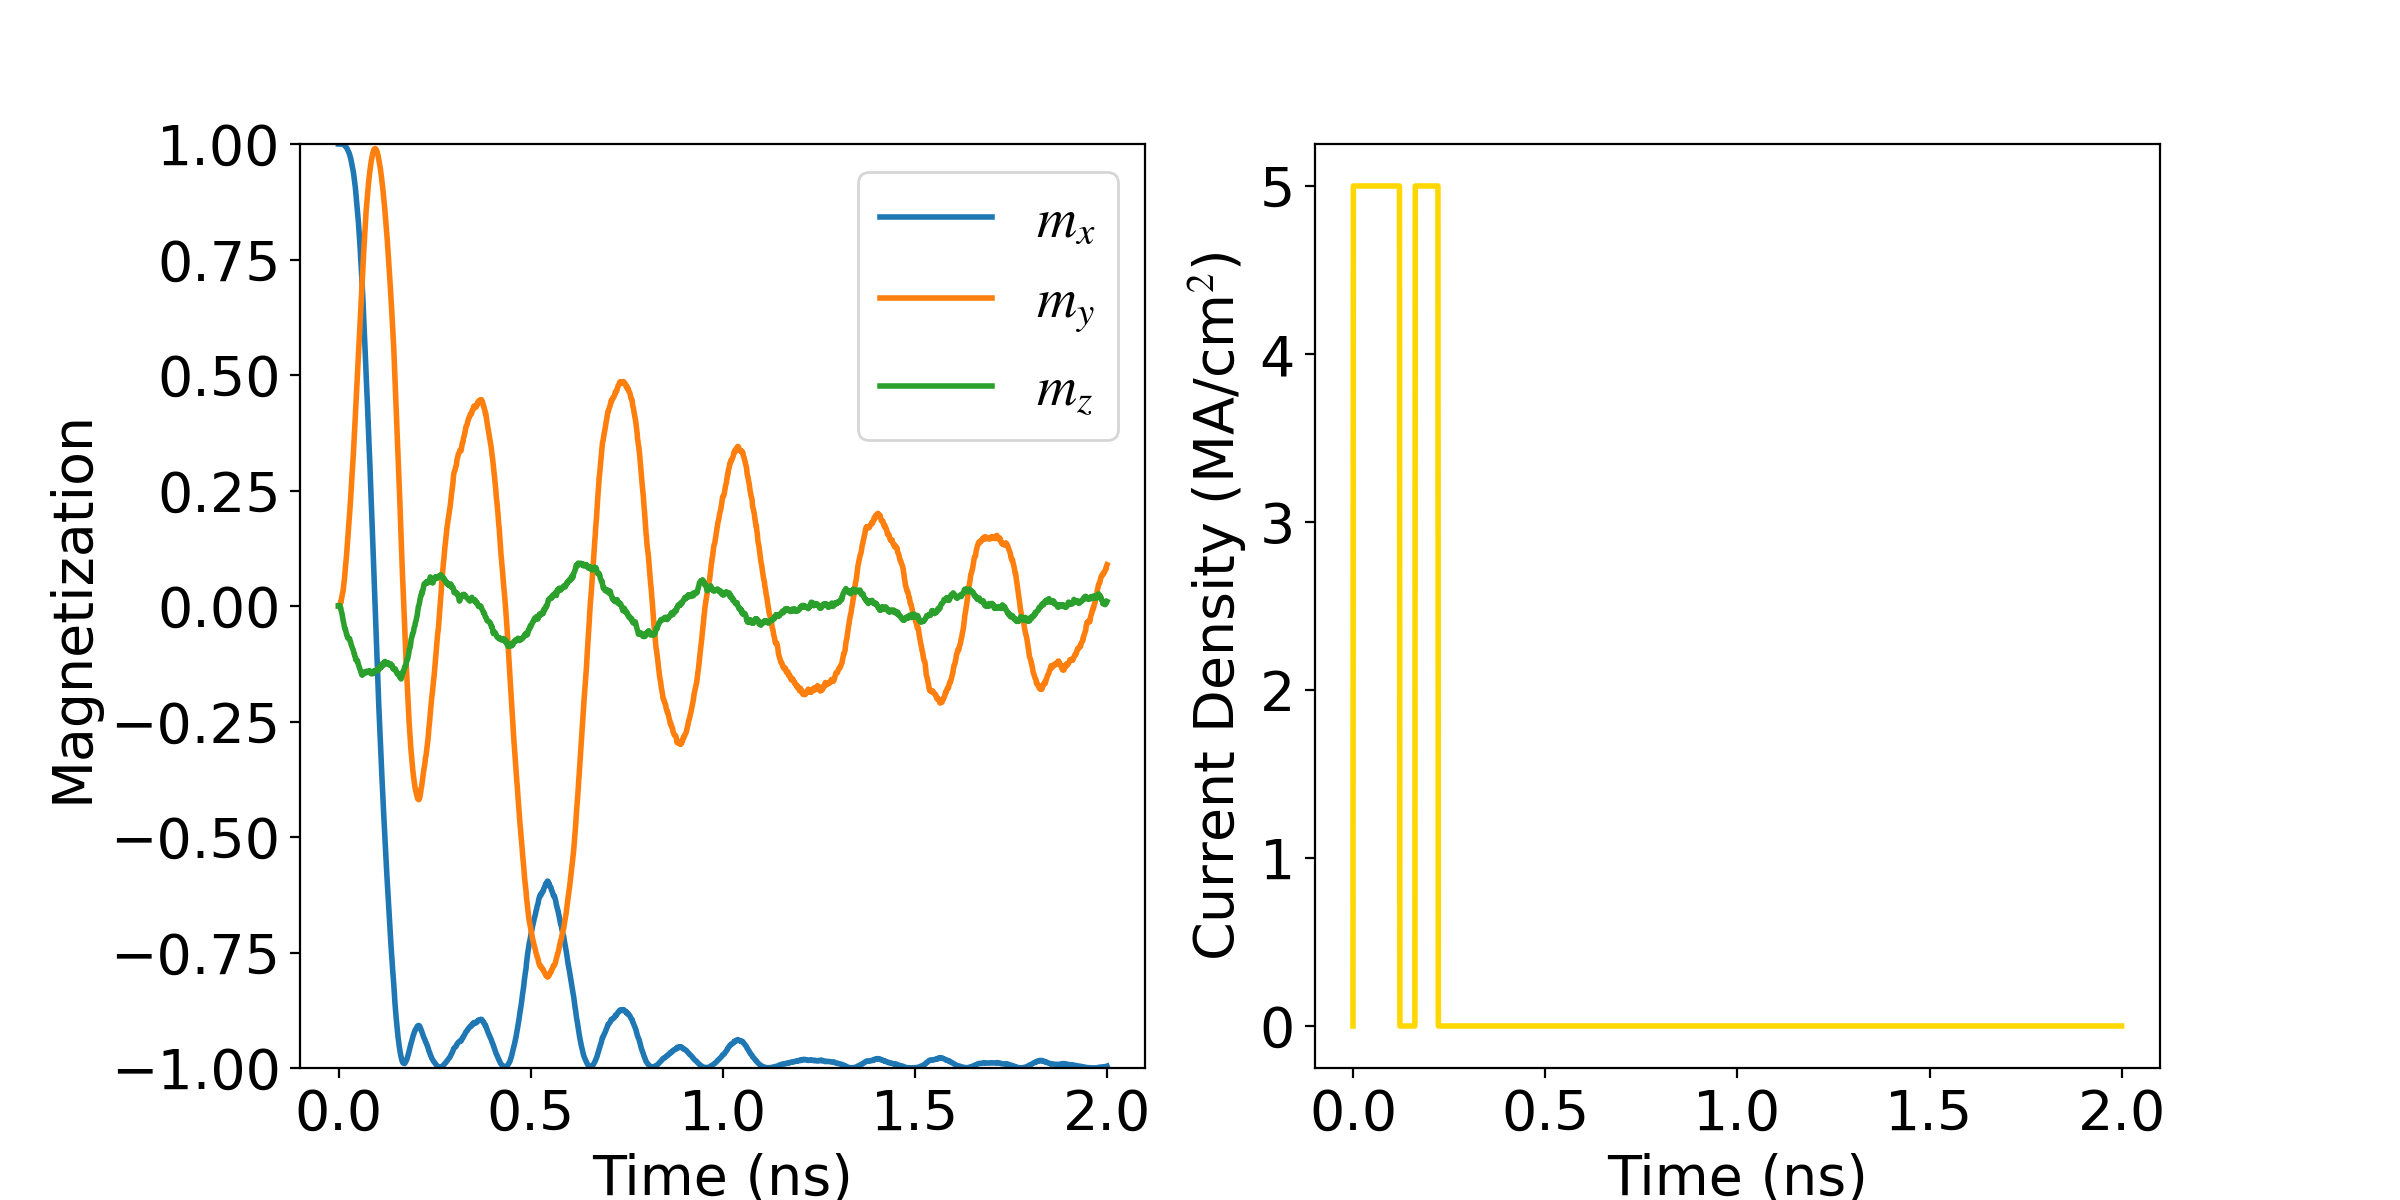 1.00
0.75
0.50
0.25
0.00
−0.25
−0.50
−0.75
−1.00
Magnetization
0.0 0.5 1.0 1.5 2.0
Time (ns)
m_x
m_y
m_z
5
4
3
2
1
0
Current Density (MA/cm²)
0.0 0.5 1.0 1.5 2.0
Time (ns)